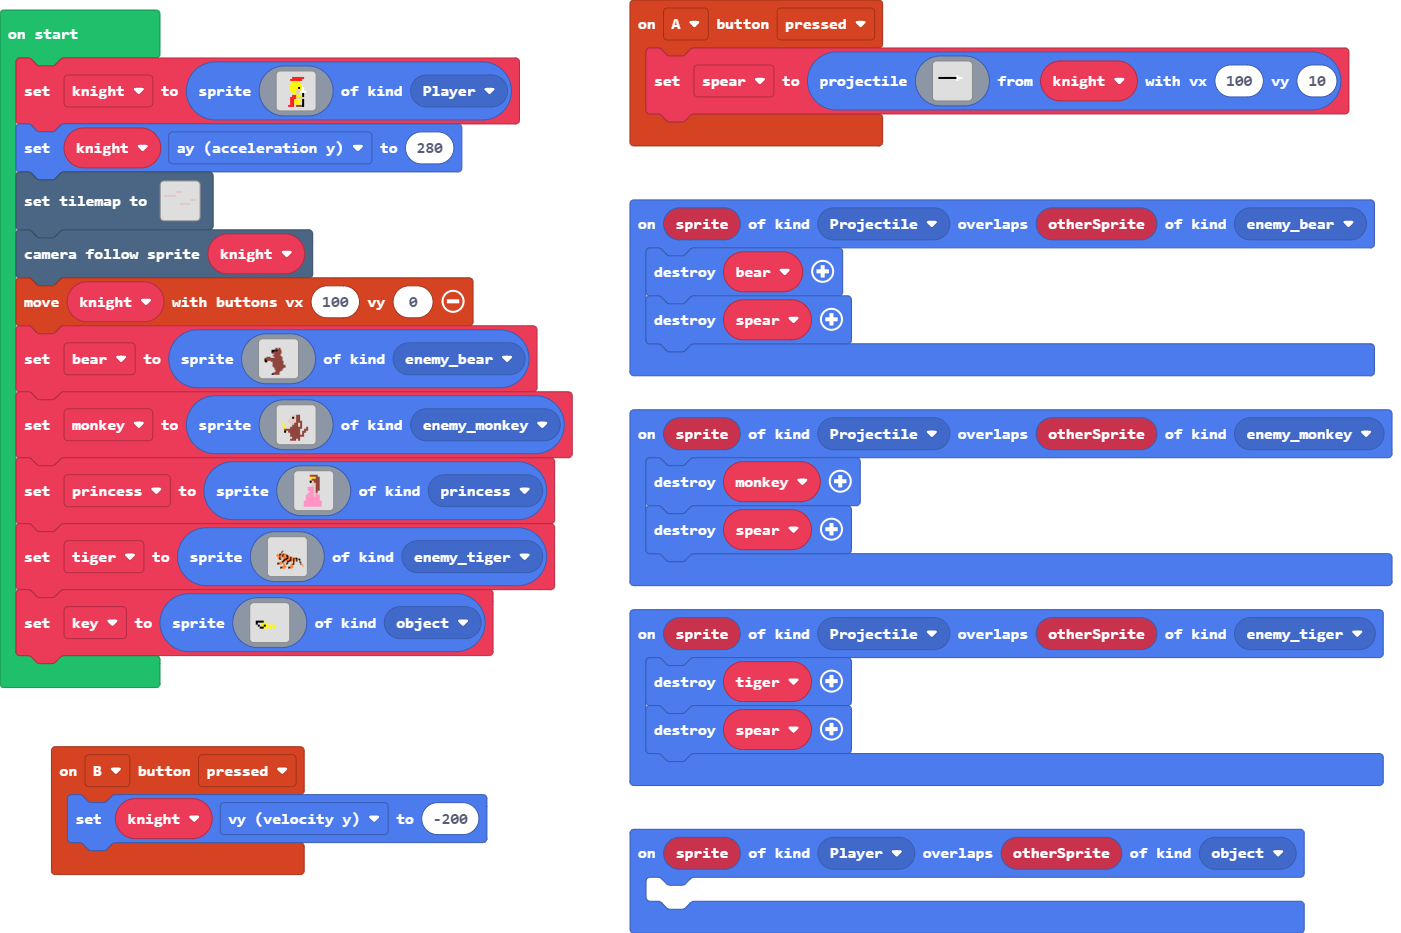 on start
set knight to sprite of kind Player
set knight ay (acceleration y) to 280
set tilemap to
camera follow sprite knight
move knight with buttons vx 100 vy 0
set bear to sprite of kind enemy_bear
set monkey to sprite of kind enemy_monkey
set princess to sprite of kind princess
set tiger to sprite of kind enemy_tiger
set key to sprite of kind object
on B button pressed
set knight vy (velocity y) to -200
on A button pressed
set spear to projectile from knight with vx 100 vy 10
on sprite of kind Projectile overlaps otherSprite of kind enemy_bear
destroy bear
destroy spear
on sprite of kind Projectile overlaps otherSprite of kind enemy_monkey
destroy monkey
destroy spear
on sprite of kind Projectile overlaps otherSprite of kind enemy_tiger
destroy tiger
destroy spear
on sprite of kind Player overlaps otherSprite of kind object